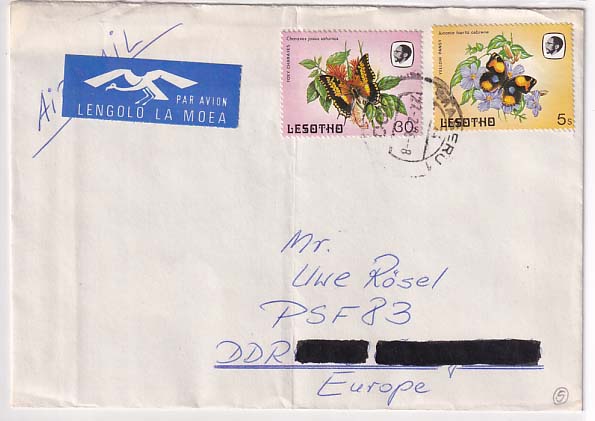 Air Mail
PAR AVION
LENGOLO LA MOEA
Charaxes jasius saturnus
FOXY CHARAXES
LESOTHO
30s
Junonia hierta cebrene
YELLOW PANSY
LESOTHO
5s
Mr.
Uwe Rösel
PSF 83
DDR
Europe
5